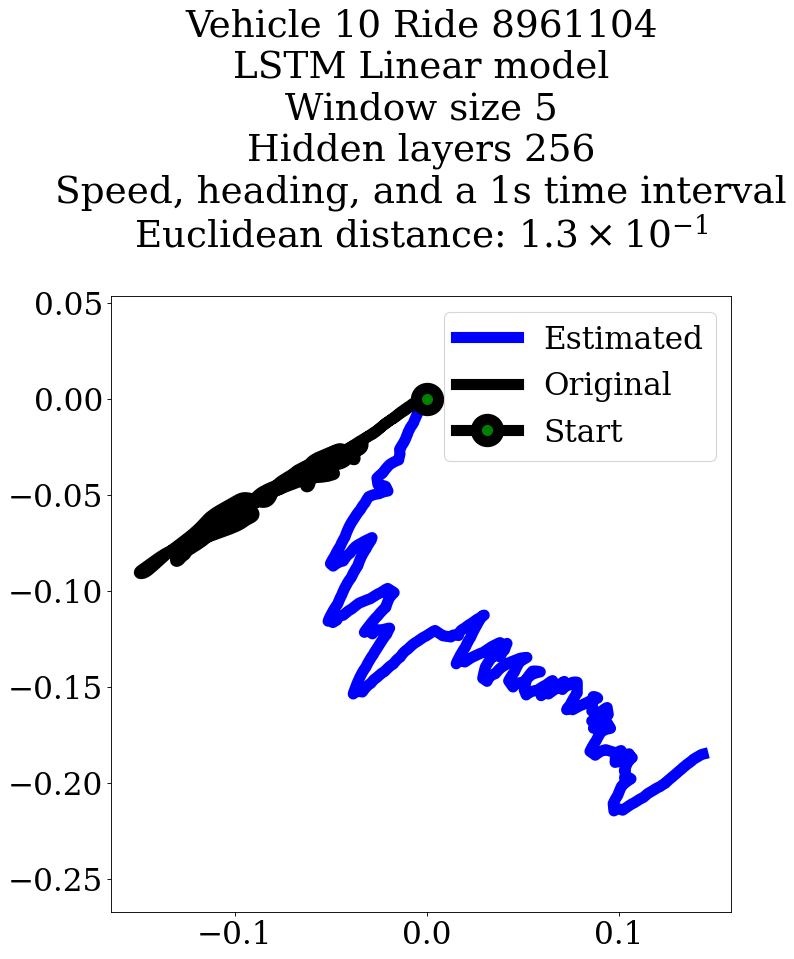 Vehicle 10 Ride 8961104
LSTM Linear model
Window size 5
Hidden layers 256
Speed, heading, and a 1s time interval
Euclidean distance: 1.3 × 10⁻¹
0.05
0.00
−0.05
−0.10
−0.15
−0.20
−0.25
Estimated
Original
Start
−0.1
0.0
0.1